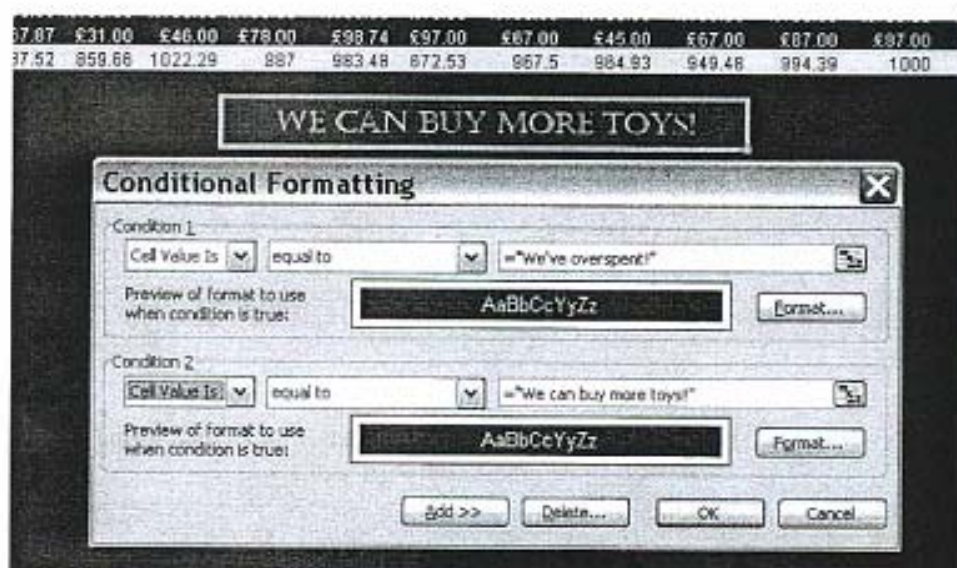 £31.00 £46.00 £78.00 £98.74 £97.00 £67.00 £45.00 £67.00 £87.00 £97.00
859.66 1022.29 887 983.48 872.53 967.5 984.93 949.48 994.39 1000
WE CAN BUY MORE TOYS!
Conditional Formatting
Condition 1
Cell Value Is equal to ="We've overspent!"
Preview of format to use
when condition is true:
AaBbCcYyZz
Format...
Condition 2
Cell Value Is equal to ="We can buy more toys!"
Preview of format to use
when condition is true:
AaBbCcYyZz
Format...
Add >> Delete... OK Cancel